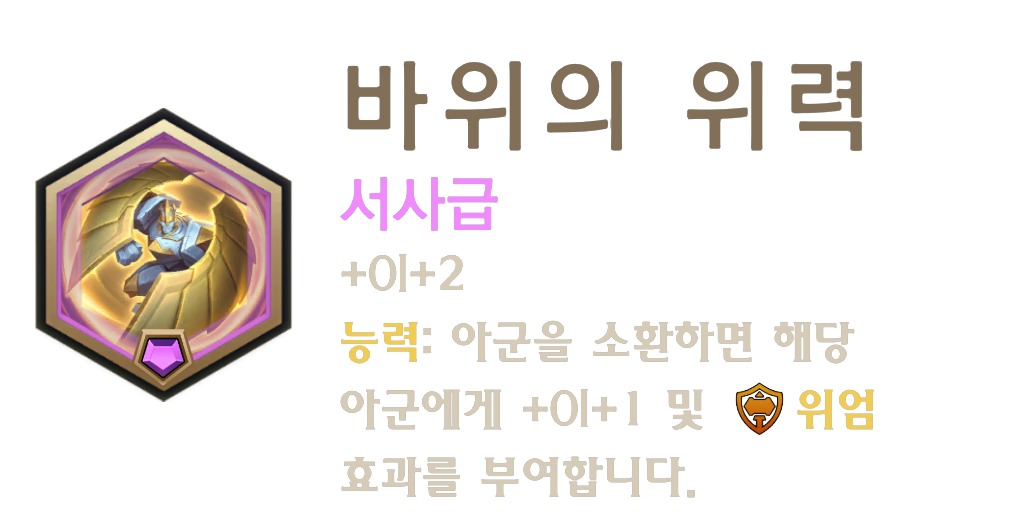 바위의 위력
서사급
+0|+2
능력: 아군을 소환하면 해당
아군에게 +0|+1 및 위엄
효과를 부여합니다.